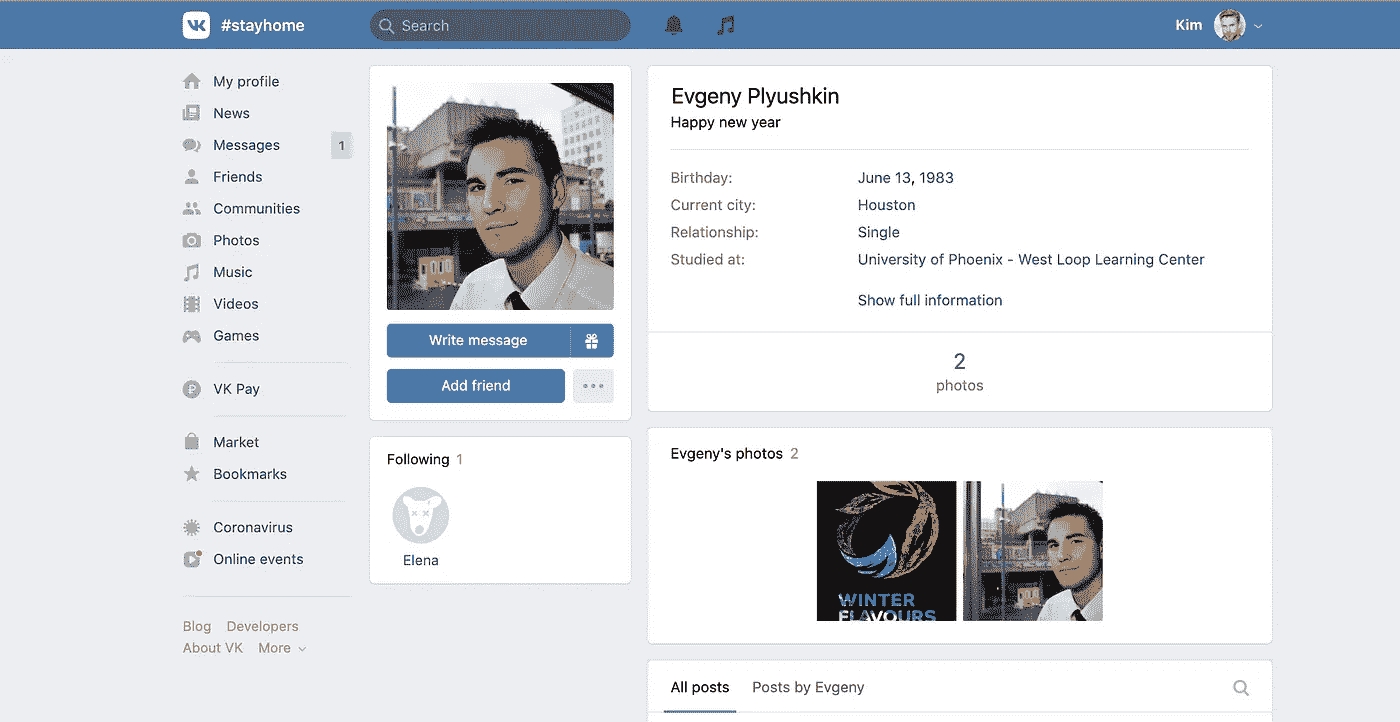 #stayhome
Search
Kim
My profile
News
Messages 1
Friends
Communities
Photos
Music
Videos
Games
VK Pay
Market
Bookmarks
Coronavirus
Online events
Blog Developers
About VK More
Write message
Add friend
Following 1
Elena
Evgeny Plyushkin
Happy new year
Birthday: June 13, 1983
Current city: Houston
Relationship: Single
Studied at: University of Phoenix - West Loop Learning Center
Show full information
2
photos
Evgeny's photos 2
WINTER
FLAVOURS
All posts Posts by Evgeny